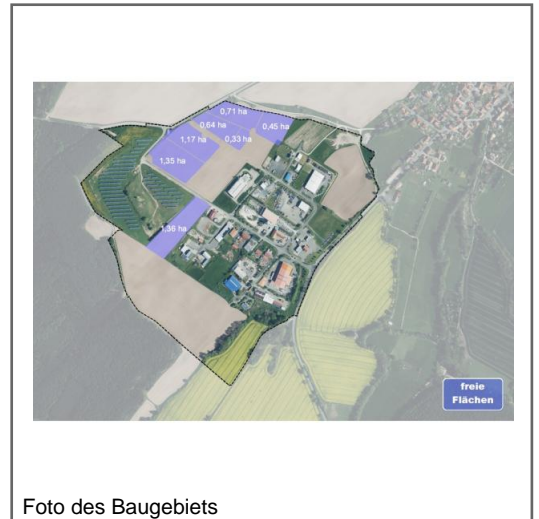 0,71 ha
0,64 ha
0,45 ha
1,17 ha
0,33 ha
1,35 ha
1,36 ha
freie
Flächen
Foto des Baugebiets